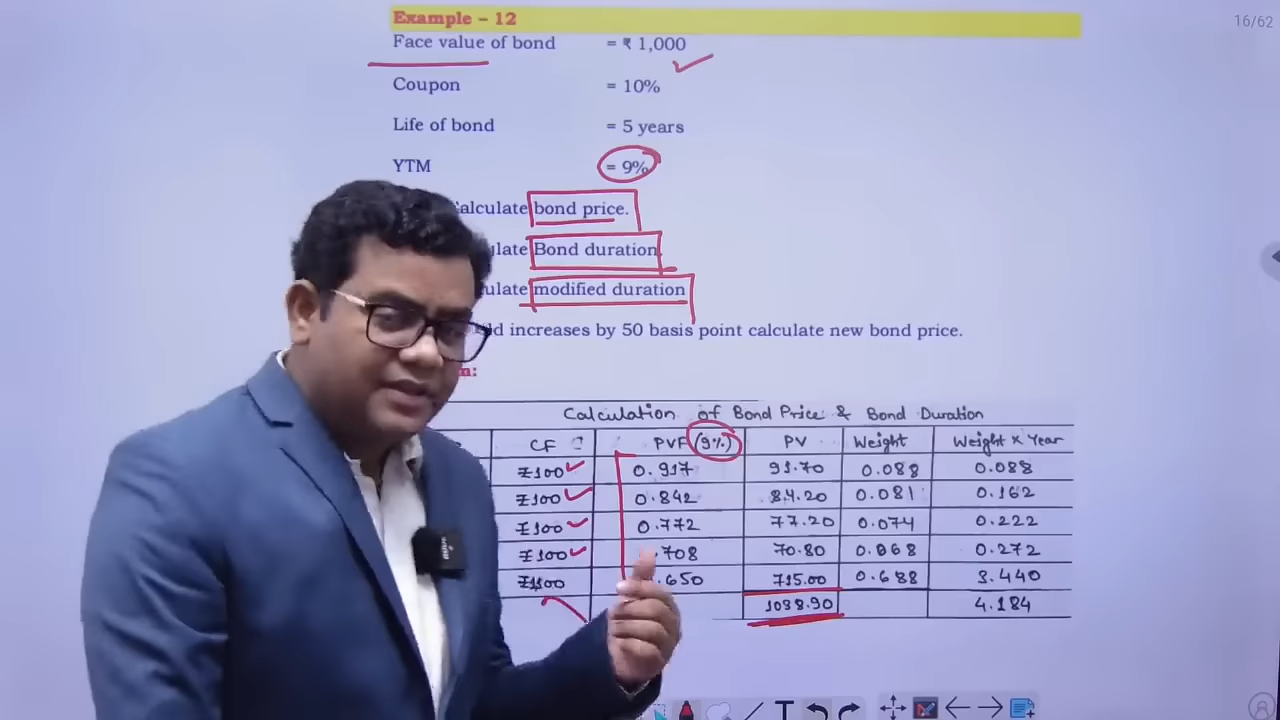 16/62
Example – 12
Face value of bond = ₹ 1,000
Coupon = 10%
Life of bond = 5 years
YTM = 9%
alculate bond price.
late Bond duration.
ulate modified duration
ld increases by 50 basis point calculate new bond price.
n:
Calculation of Bond Price & Bond Duration
CF PVF (9%) PV Weight Weight X Year
₹100 0.917 91.70 0.088 0.088
₹100 0.842 84.20 0.081 0.162
₹100 0.772 77.20 0.074 0.222
₹100 .708 70.80 0.068 0.272
₹1100 .650 715.00 0.688 3.440
1038.90 4.184